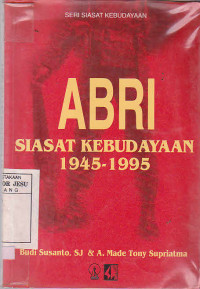 SERI SIASAT KEBUDAYAAN
ABRI
SIASAT KEBUDAYAAN
1945-1995
Budi Susanto, SJ & A. Made Tony Supriatma